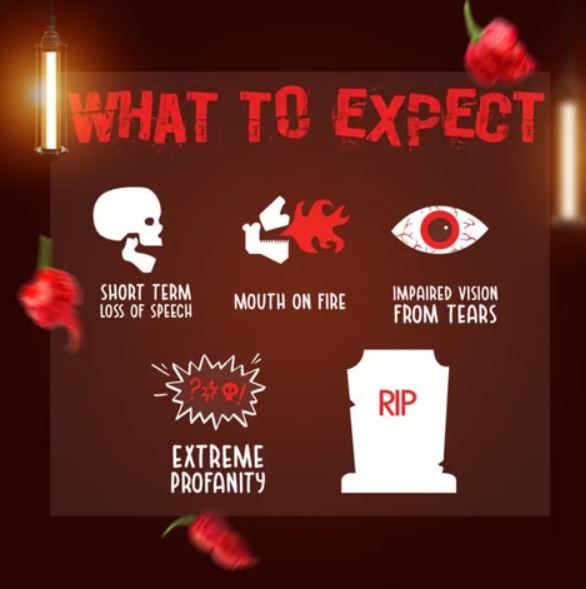 WHAT TO EXPECT
SHORT TERM
LOSS OF SPEECH
MOUTH ON FIRE
IMPAIRED VISION
FROM TEARS
?*@!
EXTREME
PROFANITY
RIP